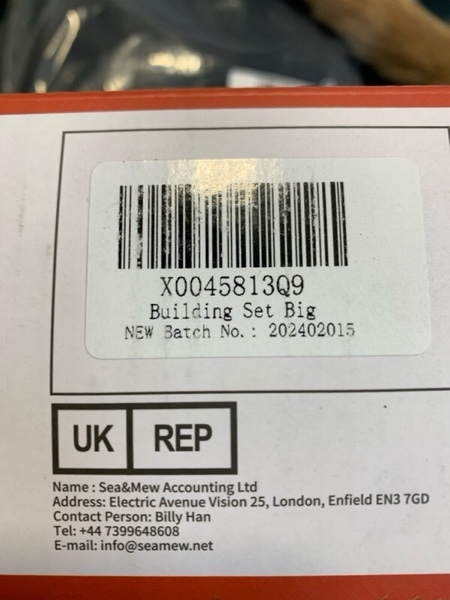 X0045813Q9
Building Set Big
NEW Batch No.: 202402015
UK REP
Name : Sea&Mew Accounting Ltd
Address: Electric Avenue Vision 25, London, Enfield EN3 7GD
Contact Person: Billy Han
Tel: +44 7399648608
E-mail: info@seamew.net